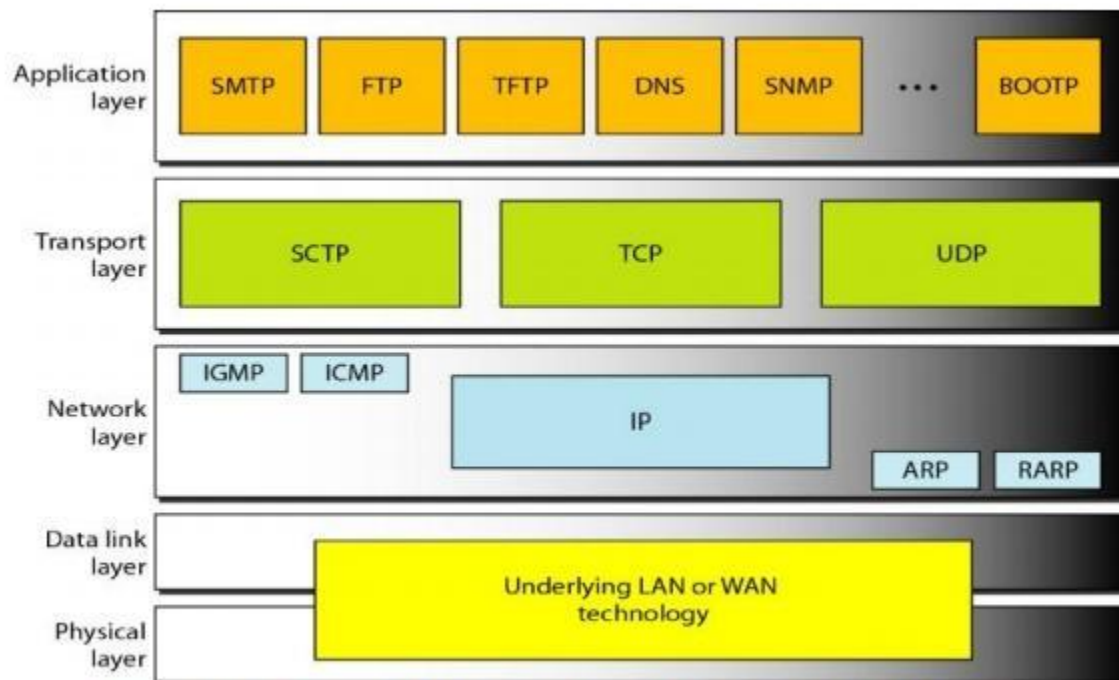 Application
layer
SMTP
FTP
TFTP
DNS
SNMP
...
BOOTP
Transport
layer
SCTP
TCP
UDP
Network
layer
IGMP
ICMP
IP
ARP
RARP
Data link
layer
Underlying LAN or WAN
technology
Physical
layer